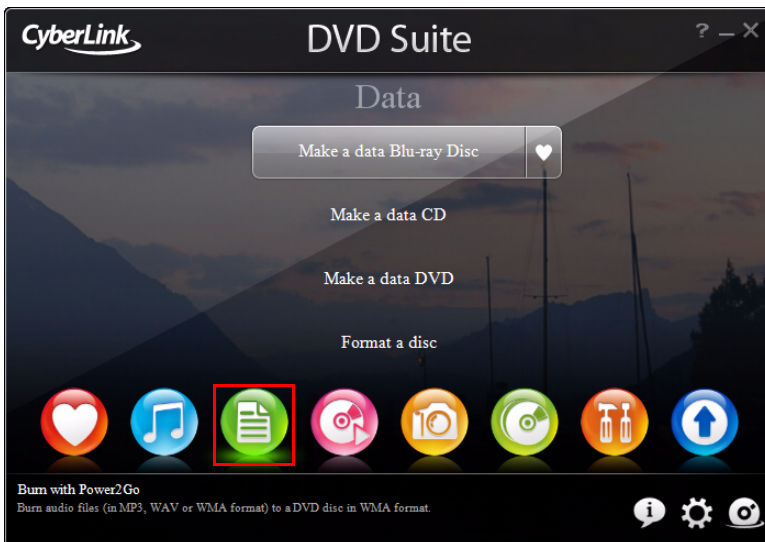 CyberLink
DVD Suite
? – X
Data
Make a data Blu-ray Disc
Make a data CD
Make a data DVD
Format a disc
Burn with Power2Go
Burn audio files (in MP3, WAV or WMA format) to a DVD disc in WMA format.